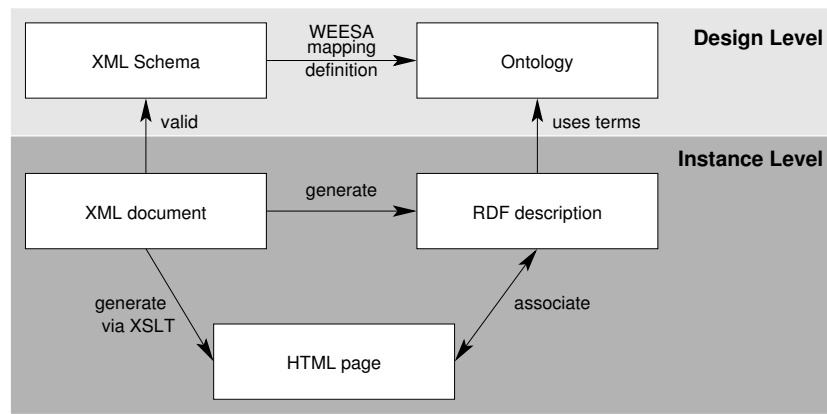 WEESA
mapping
definition
Design Level
XML Schema
Ontology
valid
uses terms
Instance Level
XML document
generate
RDF description
generate
via XSLT
associate
HTML page